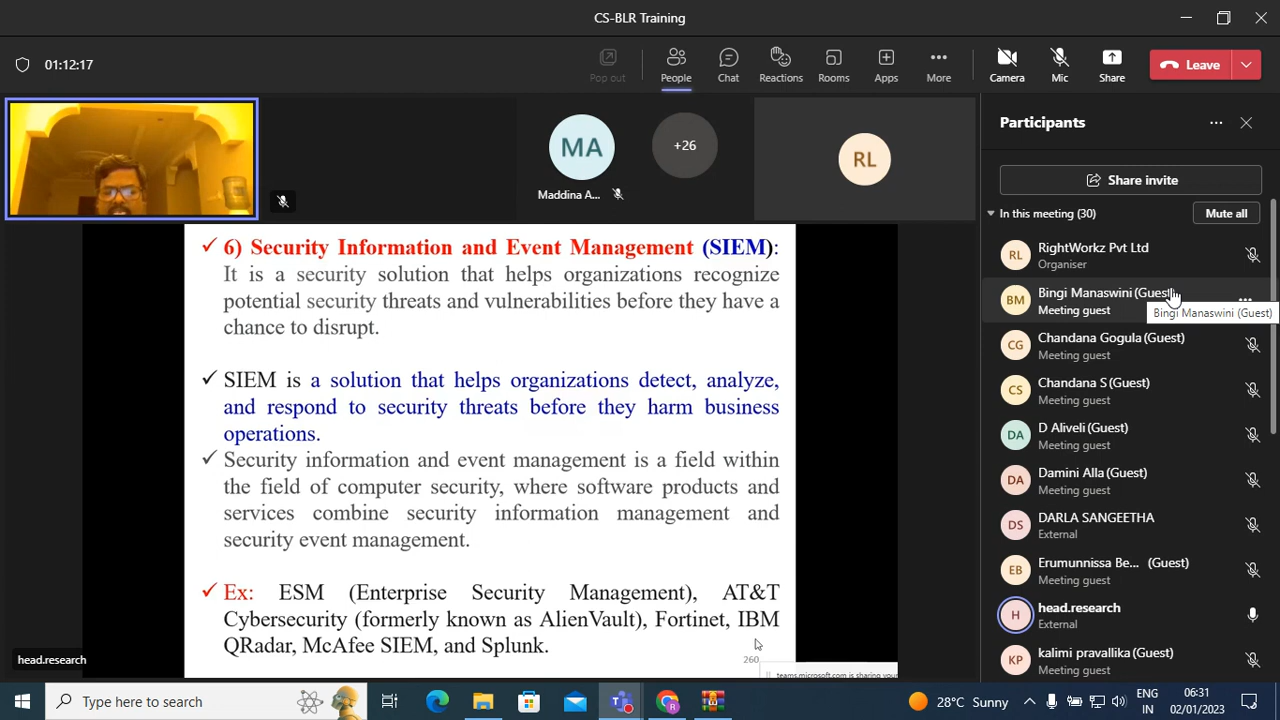 CS-BLR Training
01:12:17
Pop out
People
Chat
Reactions
Rooms
Apps
More
Camera
Mic
Share
Leave
MA
Maddina A...
+26
RL
Participants
Share invite
In this meeting (30)
Mute all
RL
RightWorkz Pvt Ltd
Organiser
BM
Bingi Manaswini (Guest)
Meeting guest
Bingi Manaswini (Guest)
CG
Chandana Gogula (Guest)
Meeting guest
CS
Chandana S (Guest)
Meeting guest
DA
D Aliveli (Guest)
Meeting guest
DA
Damini Alla (Guest)
Meeting guest
DS
DARLA SANGEETHA
External
EB
Erumunnissa Be... (Guest)
Meeting guest
H
head.research
External
KP
kalimi pravallika (Guest)
Meeting guest
6) Security Information and Event Management (SIEM):
It is a security solution that helps organizations recognize
potential security threats and vulnerabilities before they have a
chance to disrupt.
SIEM is a solution that helps organizations detect, analyze,
and respond to security threats before they harm business
operations.
Security information and event management is a field within
the field of computer security, where software products and
services combine security information management and
security event management.
Ex: ESM (Enterprise Security Management), AT&T
Cybersecurity (formerly known as AlienVault), Fortinet, IBM
QRadar, McAfee SIEM, and Splunk.
260
teams.microsoft.com is sharing your
head.research
Type here to search
28°C Sunny
ENG
IN
06:31
02/01/2023